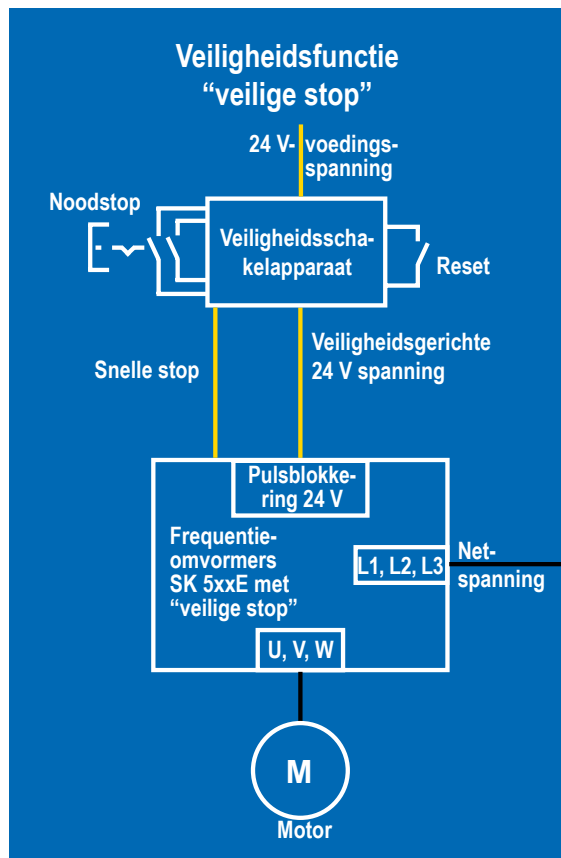 Veiligheidsfunctie
“veilige stop”
24 V- voedings-
spanning
Noodstop
Veiligheidsscha-
kelapparaat
Reset
Veiligheidsgerichte
24 V spanning
Snelle stop
Pulsblokke-
ring 24 V
Frequentie-
omvormers
SK 5xxE met
“veilige stop”
L1, L2, L3
Net-
spanning
U, V, W
M
Motor